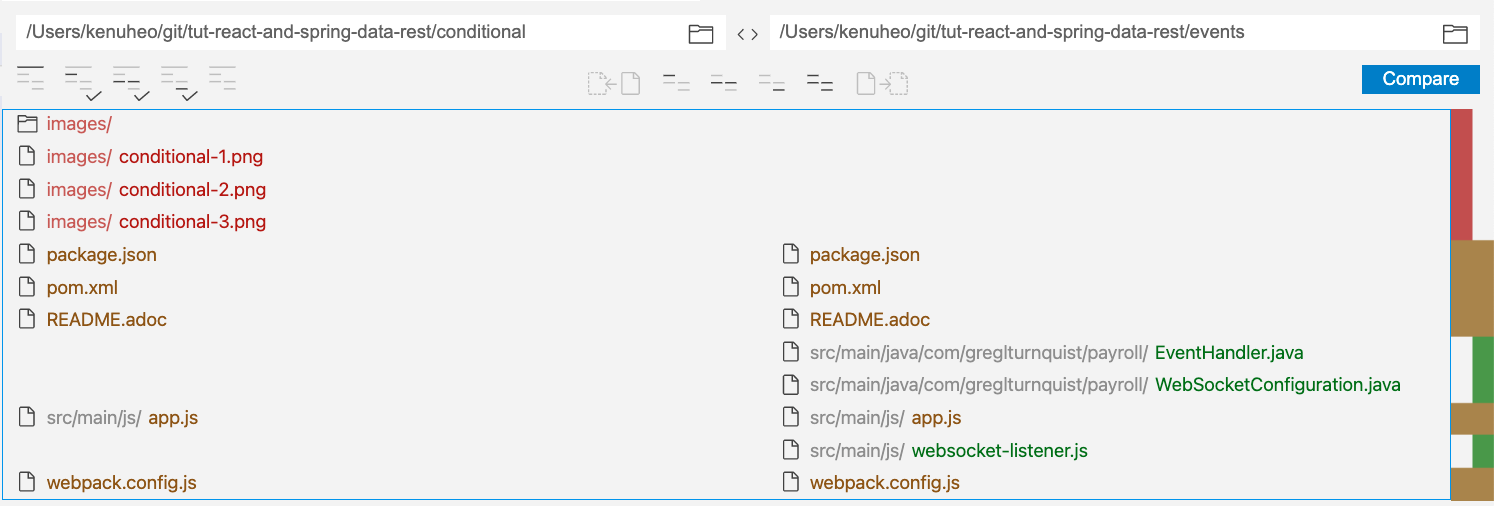 /Users/kenuheo/git/tut-react-and-spring-data-rest/conditional <> /Users/kenuheo/git/tut-react-and-spring-data-rest/events
Compare
images/
images/ conditional-1.png
images/ conditional-2.png
images/ conditional-3.png
package.json package.json
pom.xml pom.xml
README.adoc README.adoc
src/main/java/com/greglturnquist/payroll/ EventHandler.java
src/main/java/com/greglturnquist/payroll/ WebSocketConfiguration.java
src/main/js/ app.js src/main/js/ app.js
src/main/js/ websocket-listener.js
webpack.config.js webpack.config.js